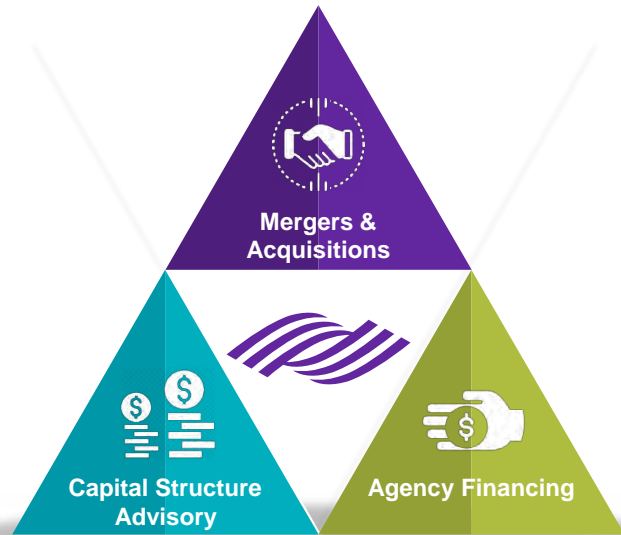 Mergers &
Acquisitions
$
$
$
Capital Structure
Advisory
Agency Financing